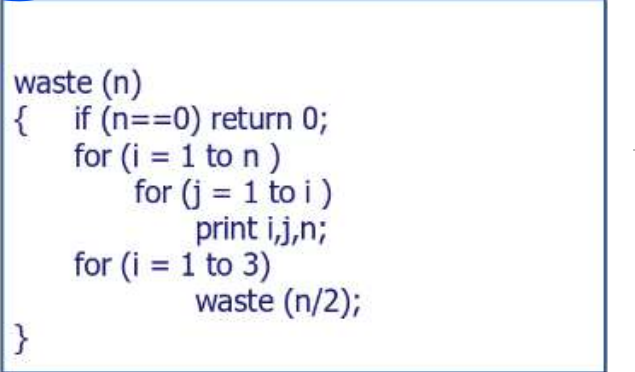 waste (n)
{ if (n==0) return 0;
for (i = 1 to n )
for (j = 1 to i )
print i,j,n;
for (i = 1 to 3)
waste (n/2);
}